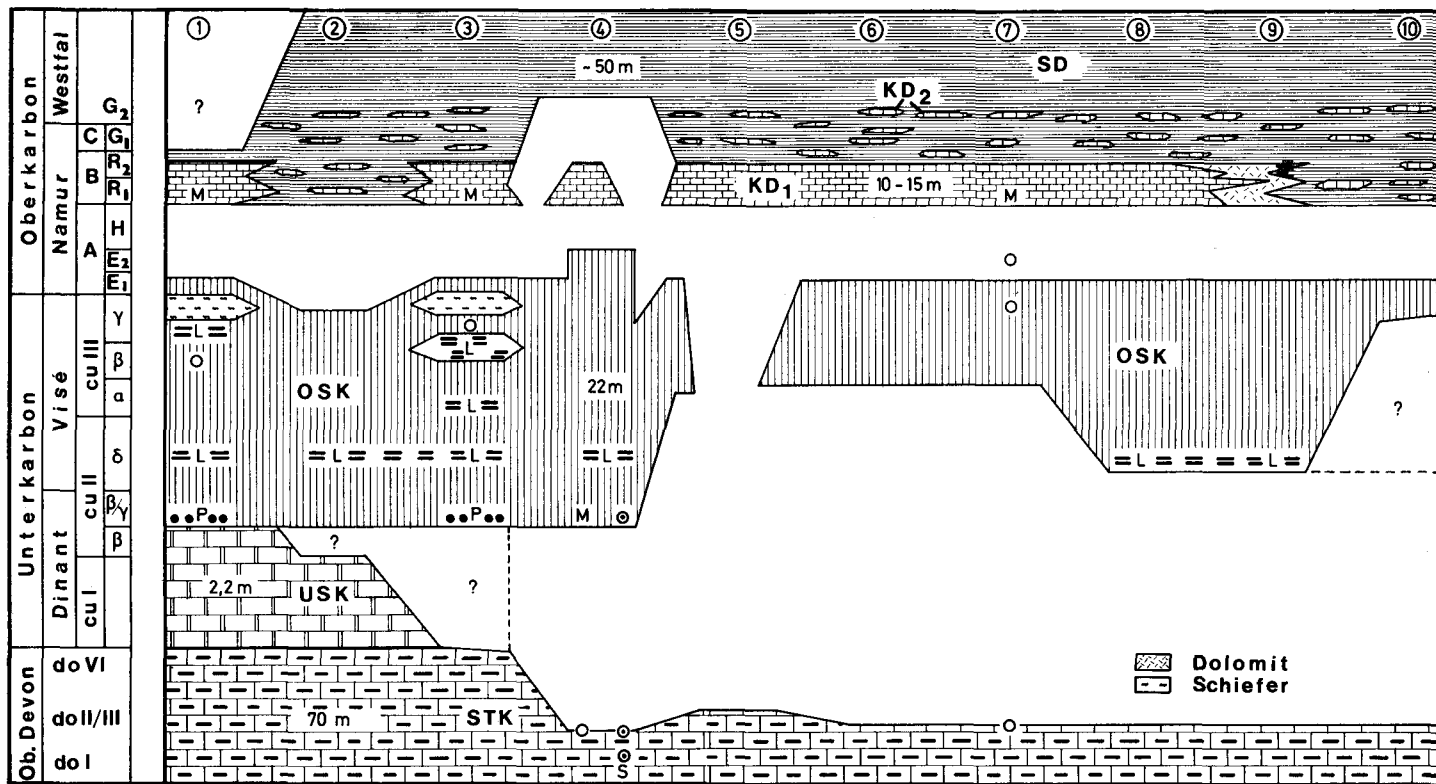 ① ② ③ ④ ⑤ ⑥ ⑦ ⑧ ⑨ ⑩
Oberkarbon
Unterkarbon
Ob. Devon
Westfal
Namur
Visé
Dinant
C
B
A
cu III
cu II
cu I
G2
G1
R2
R1
H
E2
E1
γ
β
α
δ
β/γ
β
do VI
do II/III
do I
~ 50 m
SD
KD2
?
M
M
KD1
10 – 15 m
M
L
L
OSK
22 m
OSK
?
L
L
L
L
L
L
L
P
P
M
?
2,2 m
USK
?
Dolomit
Schiefer
70 m
STK
S